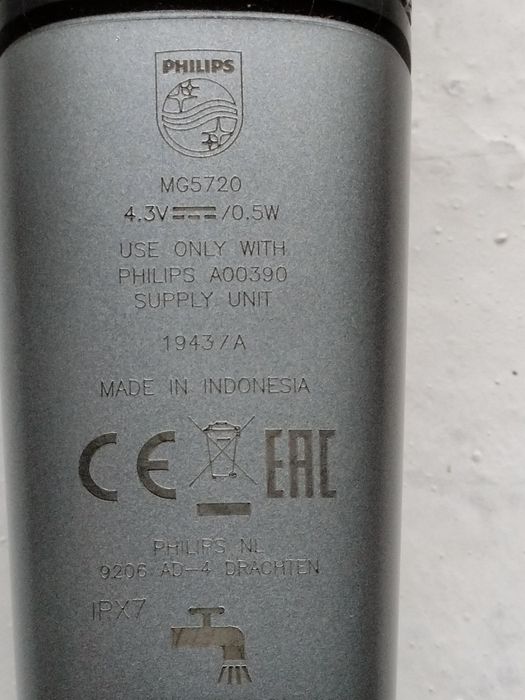 PHILIPS
MG5720
4.3V⎓/0.5W
USE ONLY WITH
PHILIPS A00390
SUPPLY UNIT
1943/A
MADE IN INDONESIA
CE EAC
PHILIPS NL
9206 AD-4 DRACHTEN
IPX7